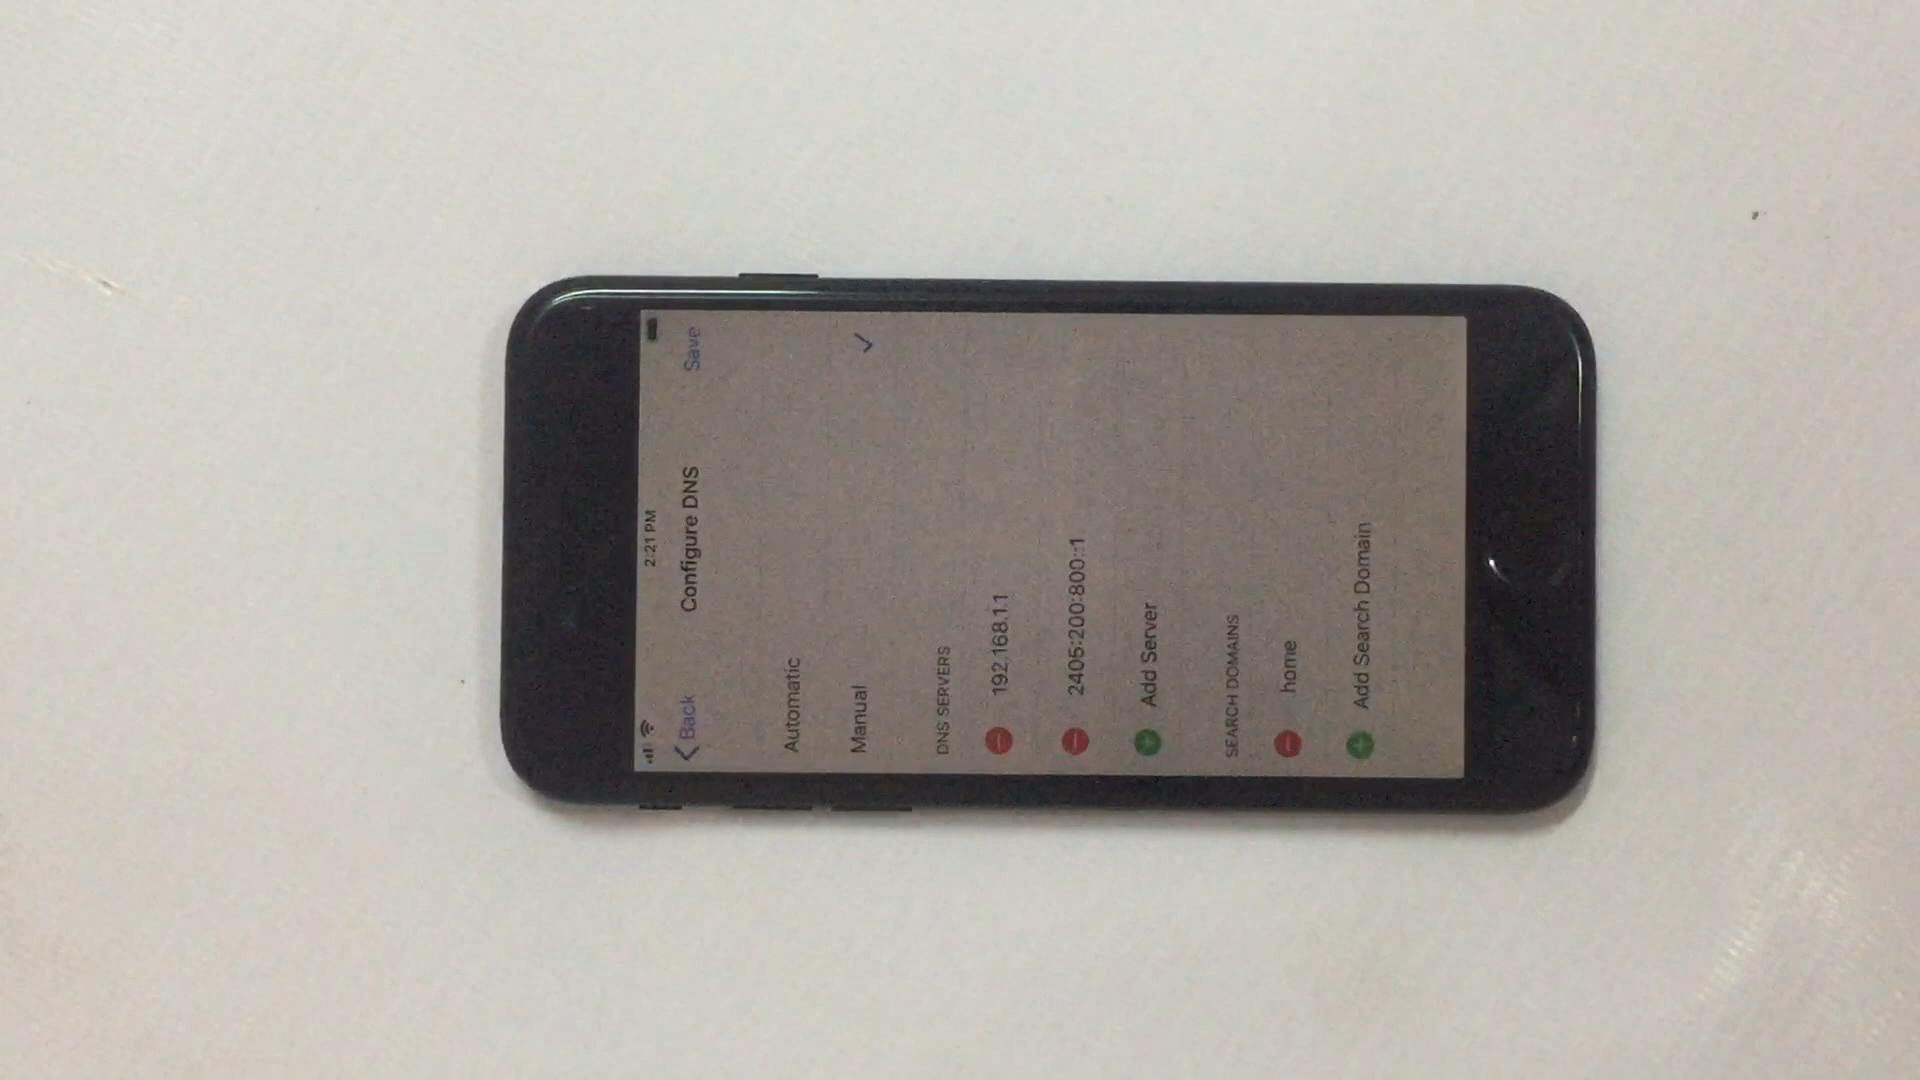 2:21 PM
Back Configure DNS Save
Automatic
Manual
DNS SERVERS
192.168.1.1
2405:200:800::1
Add Server
SEARCH DOMAINS
home
Add Search Domain